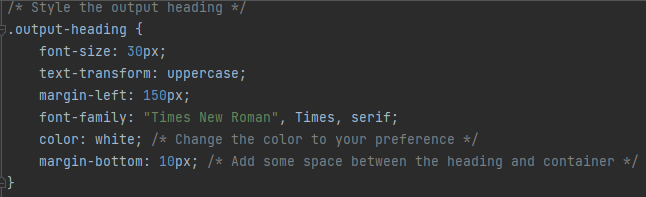 /* Style the output heading */
.output-heading {
    font-size: 30px;
    text-transform: uppercase;
    margin-left: 150px;
    font-family: "Times New Roman", Times, serif;
    color: white; /* Change the color to your preference */
    margin-bottom: 10px; /* Add some space between the heading and container */
}